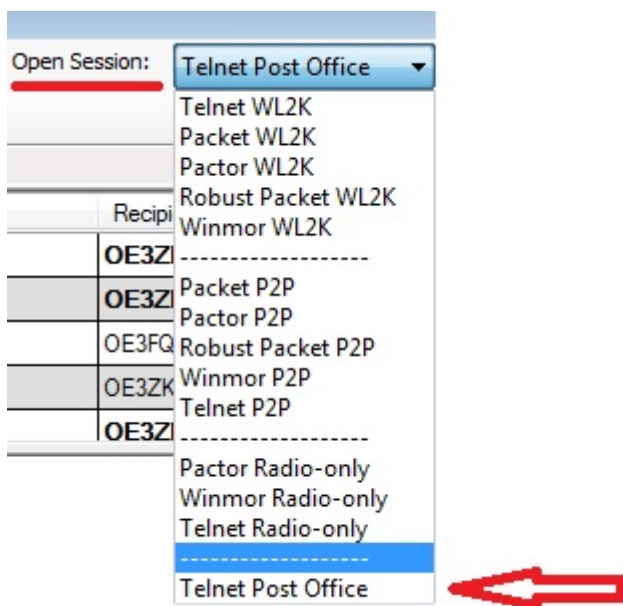 Open Session:
Telnet Post Office
Telnet WL2K
Packet WL2K
Pactor WL2K
Robust Packet WL2K
Winmor WL2K
-------------------
Packet P2P
Pactor P2P
Robust Packet P2P
Winmor P2P
Telnet P2P
-------------------
Pactor Radio-only
Winmor Radio-only
Telnet Radio-only
-------------------
Telnet Post Office
Recipi
OE3Z
OE3Z
OE3FQ
OE3ZK
OE3Z